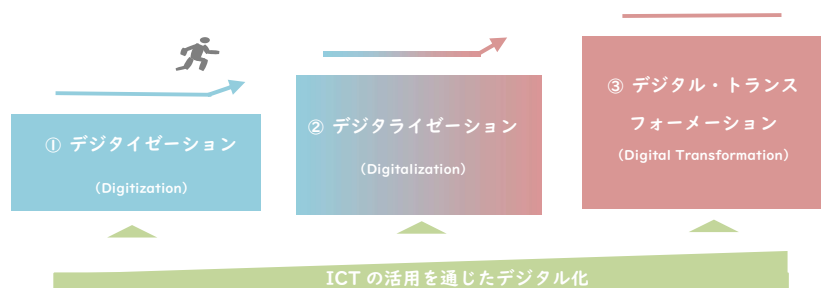 ① デジタイゼーション
（Digitization）
② デジタライゼーション
（Digitalization）
③ デジタル・トランス
フォーメーション
（Digital Transformation）
ICT の活用を通じたデジタル化